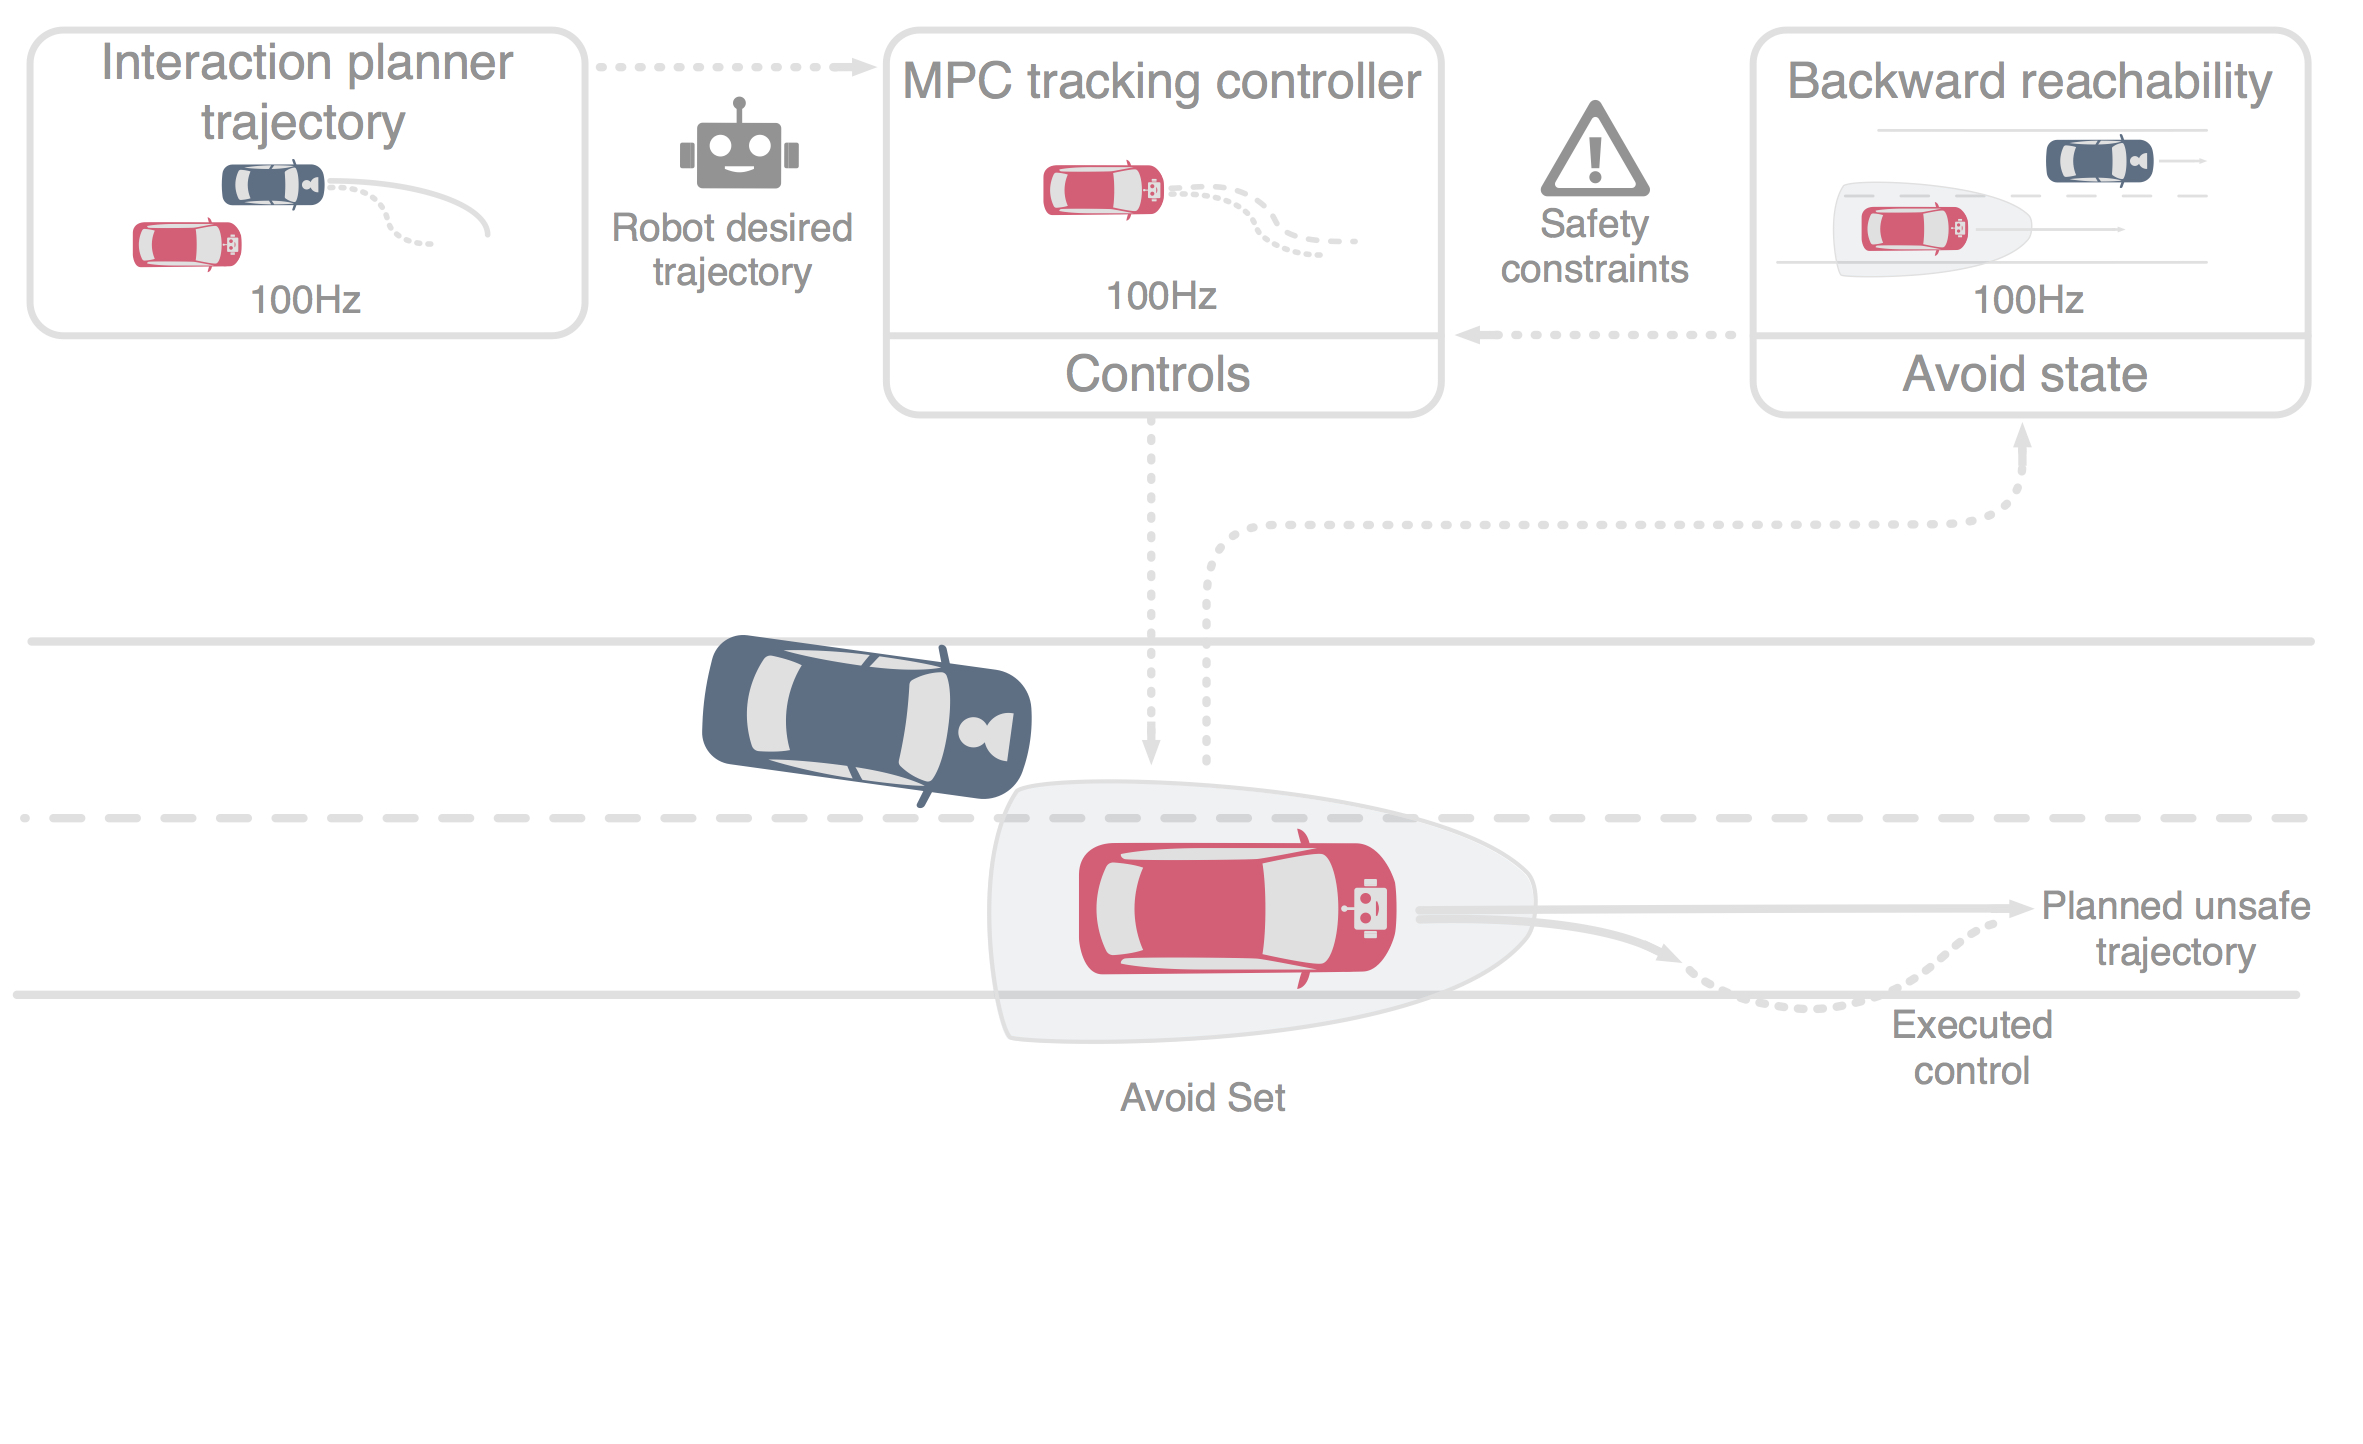 Interaction planner
trajectory
100Hz
Robot desired
trajectory
MPC tracking controller
100Hz
Controls
Safety
constraints
Backward reachability
100Hz
Avoid state
Planned unsafe
trajectory
Executed
control
Avoid Set